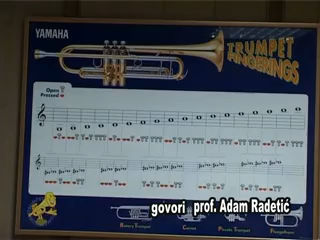 YAMAHA
TRUMPET
FINGERINGS
Open
Pressed
govori prof. Adam Radetić
Rotary Trumpet
Cornet
Piccolo Trumpet
Flugelhorn